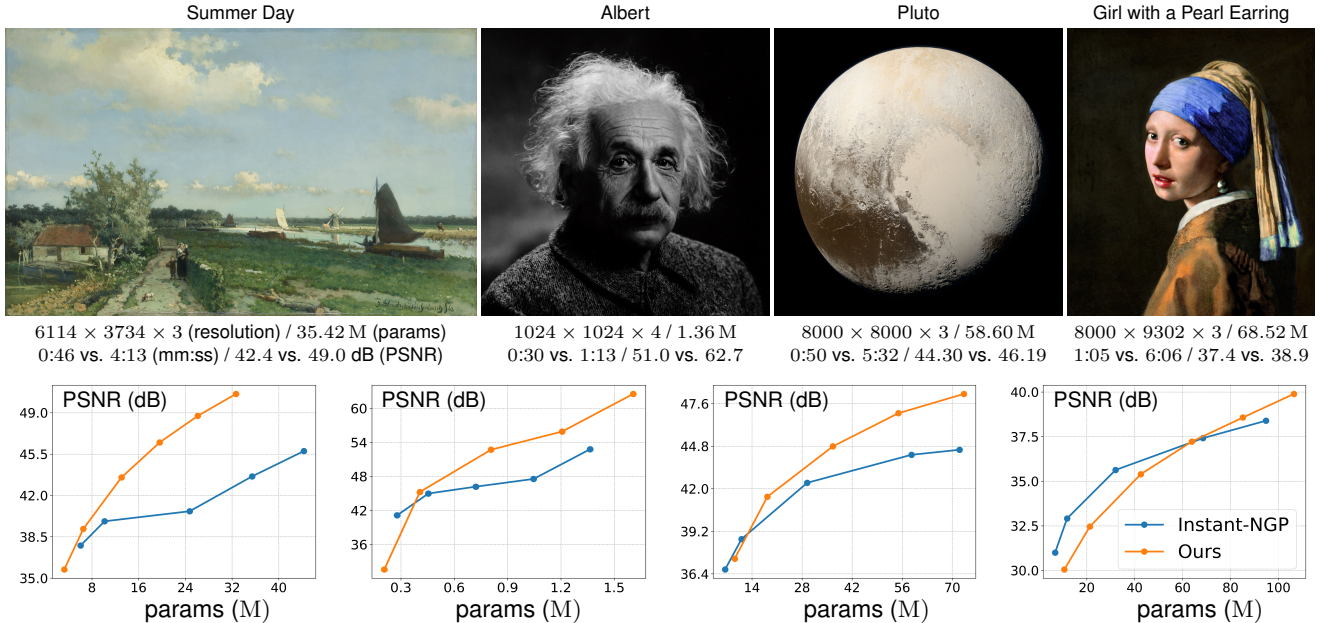 Summer Day
Albert
Pluto
Girl with a Pearl Earring
6114 × 3734 × 3 (resolution) / 35.42 M (params)
0:46 vs. 4:13 (mm:ss) / 42.4 vs. 49.0 dB (PSNR)
1024 × 1024 × 4 / 1.36 M
0:30 vs. 1:13 / 51.0 vs. 62.7
8000 × 8000 × 3 / 58.60 M
0:50 vs. 5:32 / 44.30 vs. 46.19
8000 × 9302 × 3 / 68.52 M
1:05 vs. 6:06 / 37.4 vs. 38.9
PSNR (dB)
49.0
45.5
42.0
38.5
35.0
8 16 24 32 40
params (M)
PSNR (dB)
60
54
48
42
36
0.3 0.6 0.9 1.2 1.5
params (M)
PSNR (dB)
47.6
44.8
42.0
39.2
36.4
14 28 42 56 70
params (M)
PSNR (dB)
40.0
37.5
35.0
32.5
30.0
Instant-NGP
Ours
20 40 60 80 100
params (M)